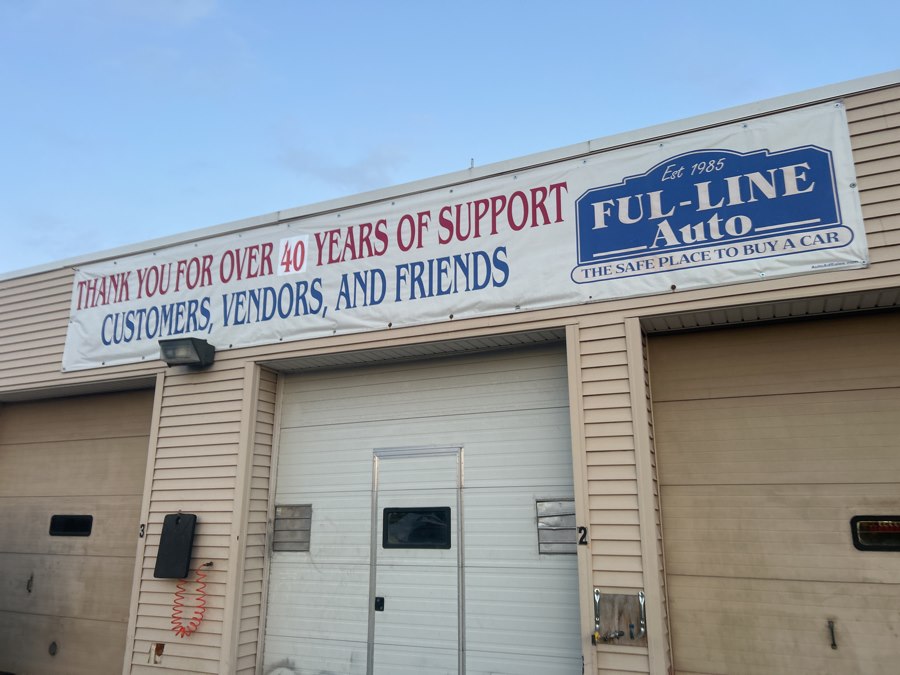 THANK YOU FOR OVER 40 YEARS OF SUPPORT
CUSTOMERS, VENDORS, AND FRIENDS
Est 1985
FUL-LINE
Auto
THE SAFE PLACE TO BUY A CAR
3
2